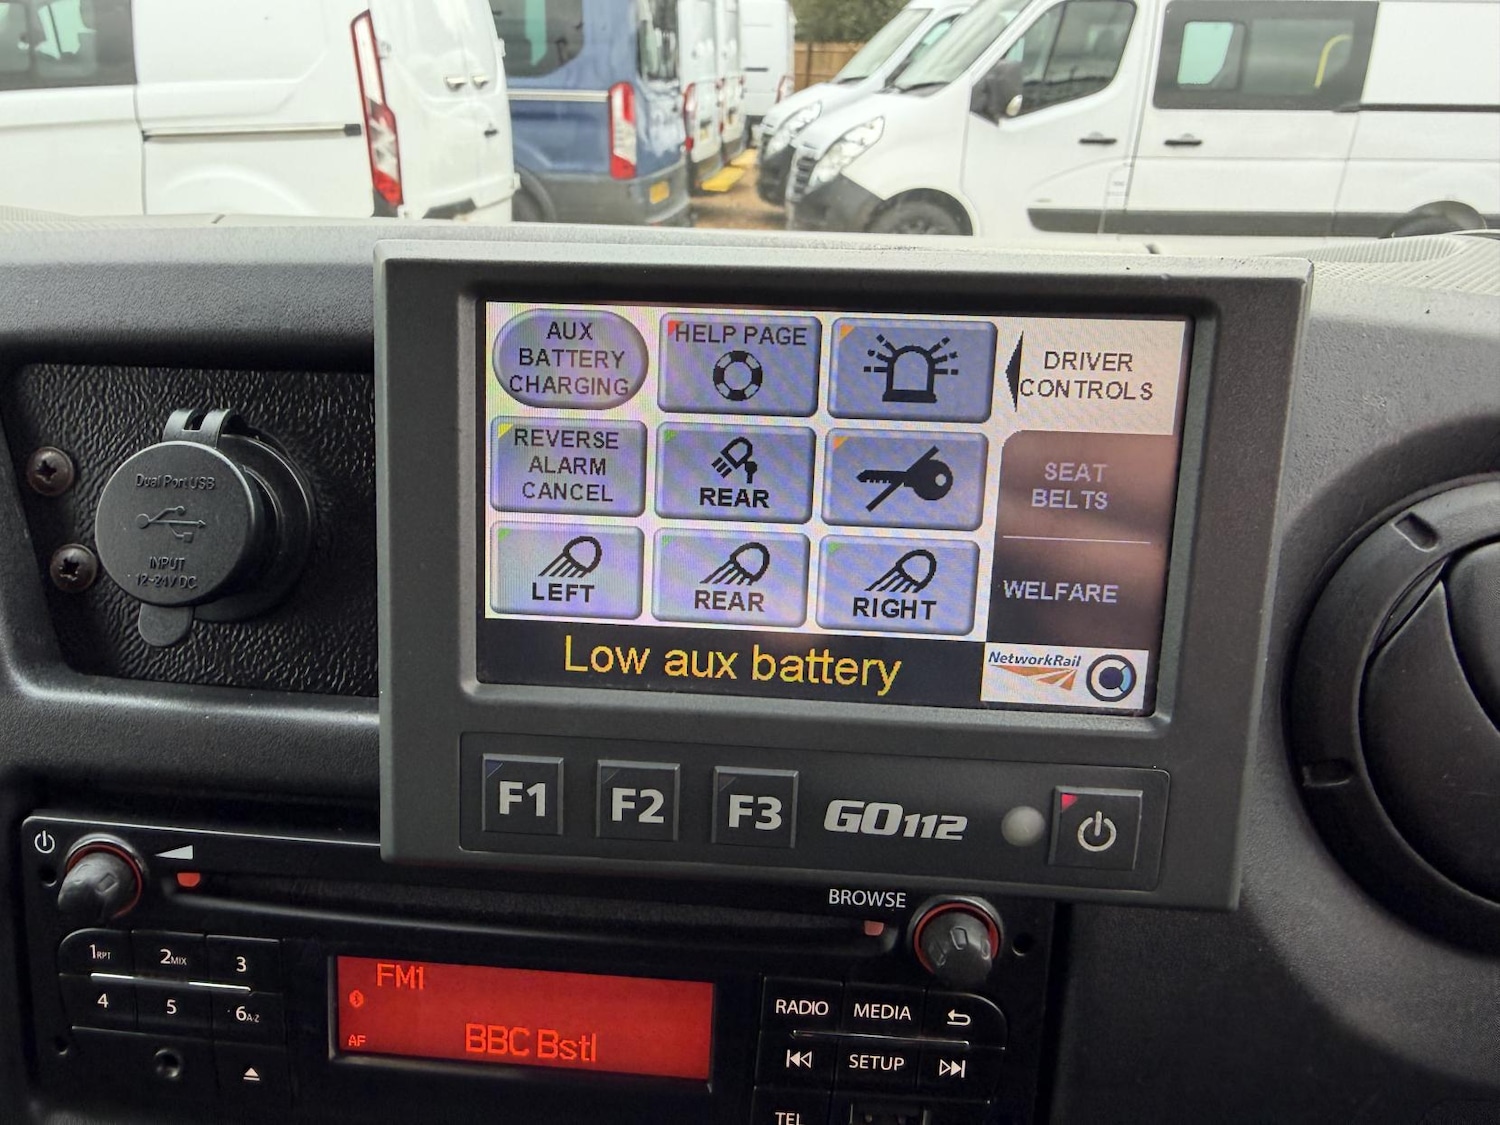 AUX
BATTERY
CHARGING
HELP PAGE
DRIVER
CONTROLS
REVERSE
ALARM
CANCEL
REAR
SEAT
BELTS
LEFT
REAR
RIGHT
WELFARE
Low aux battery
NetworkRail
Dual Port USB
INPUT
12~24V DC
F1
F2
F3
GO112
BROWSE
1RPT
2MIX
3
4
5
6A-Z
FM1
AF
BBC Bstl
RADIO
MEDIA
SETUP
TEL